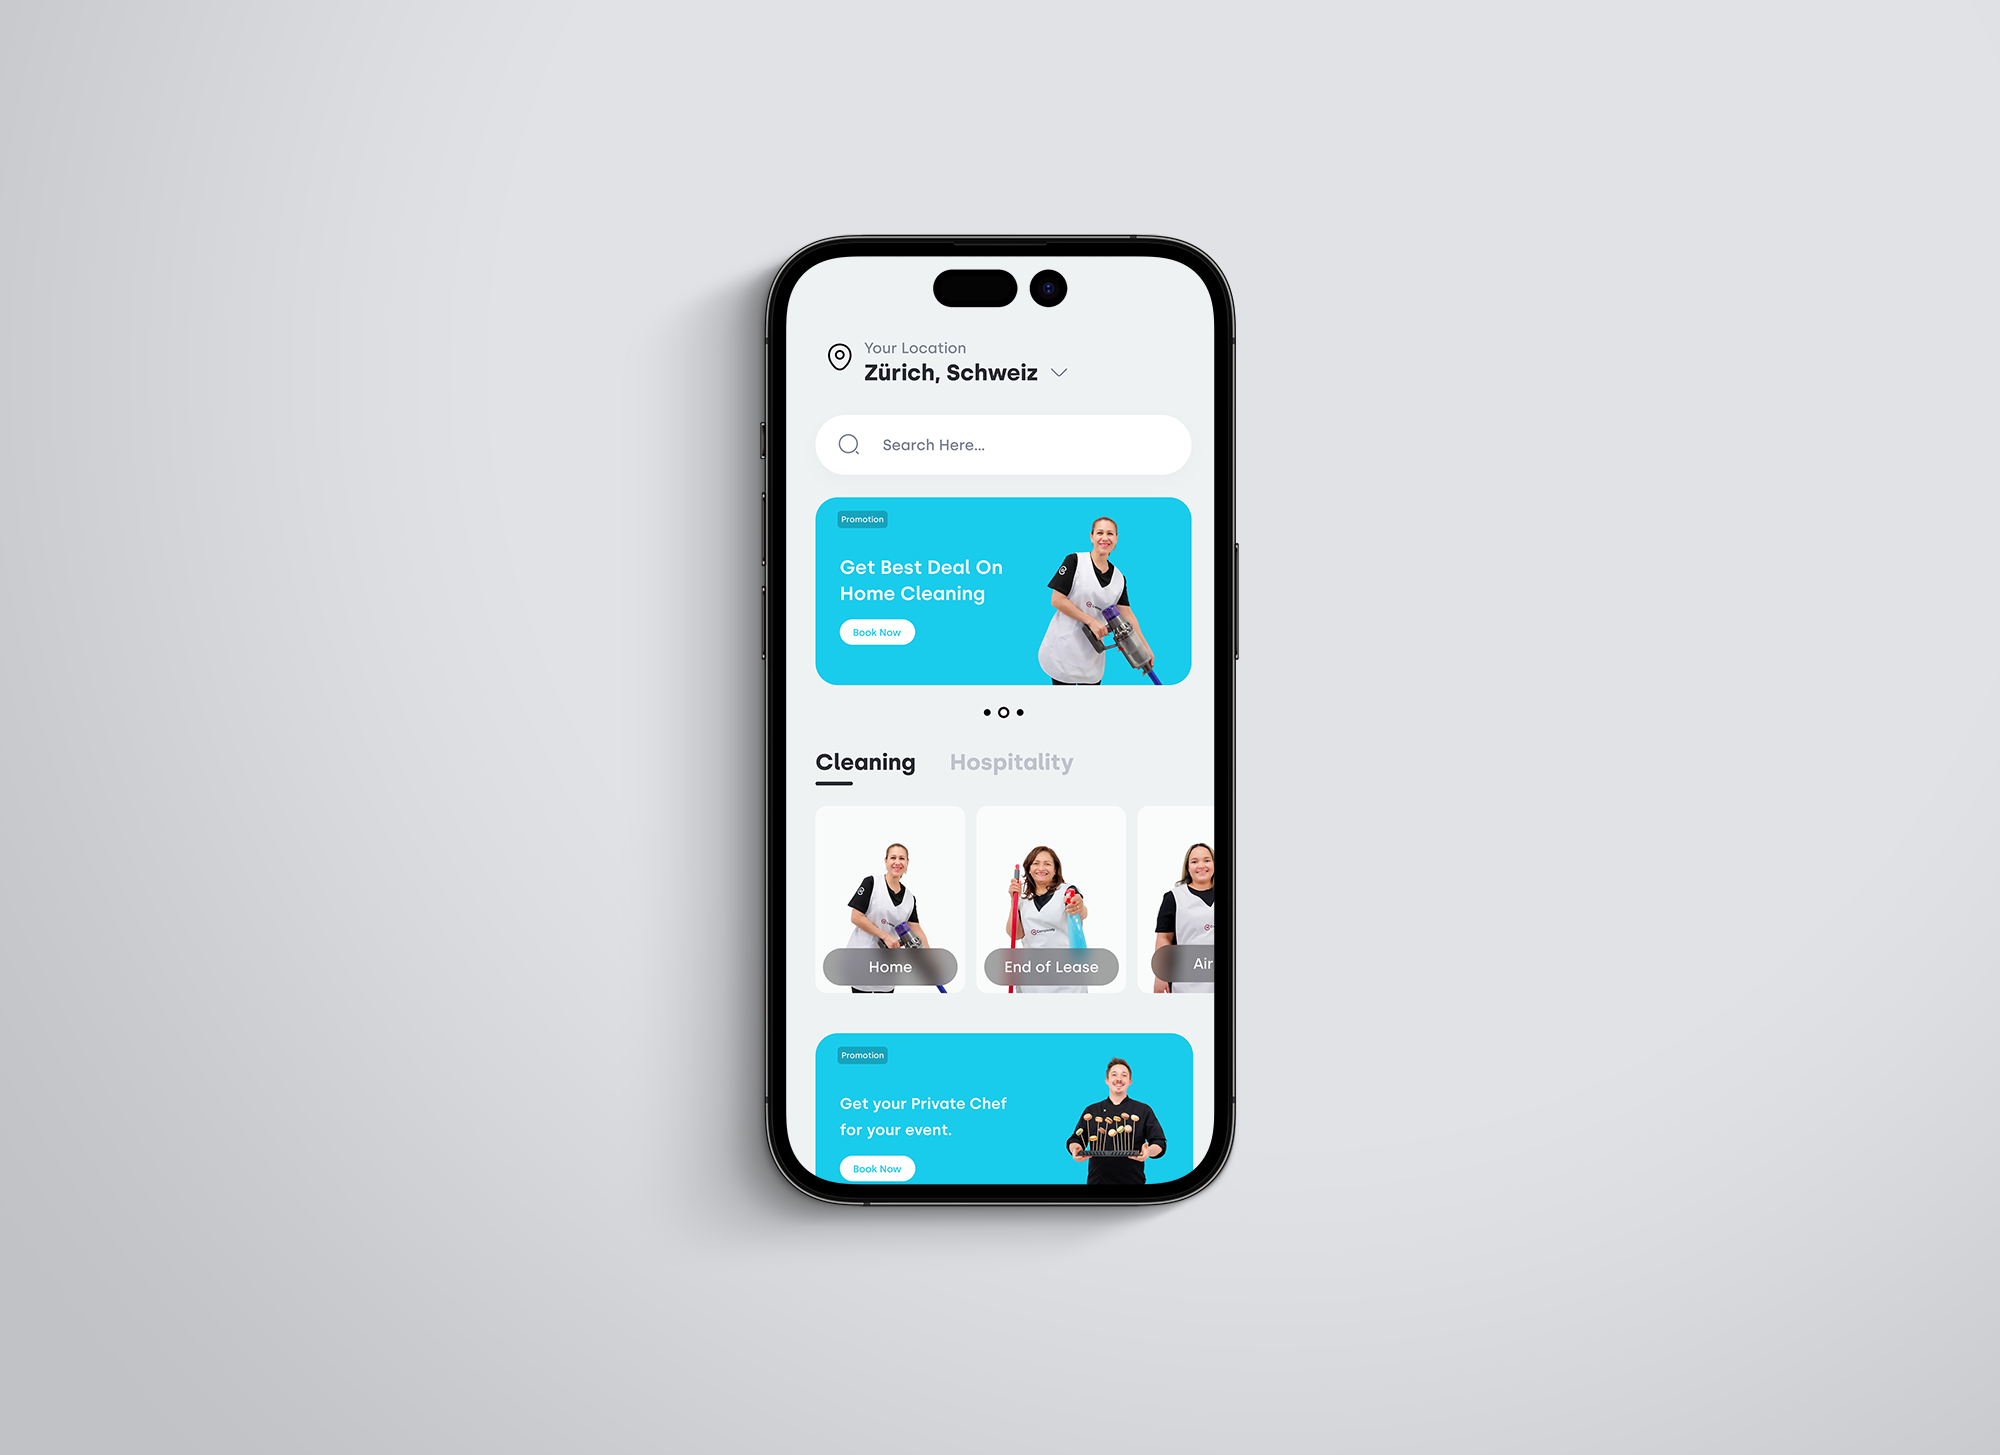 Your Location
Zürich, Schweiz
Search Here...
Promotion
Get Best Deal On
Home Cleaning
Book Now
Cleaning
Hospitality
Home
End of Lease
Air
Promotion
Get your Private Chef
for your event.
Book Now